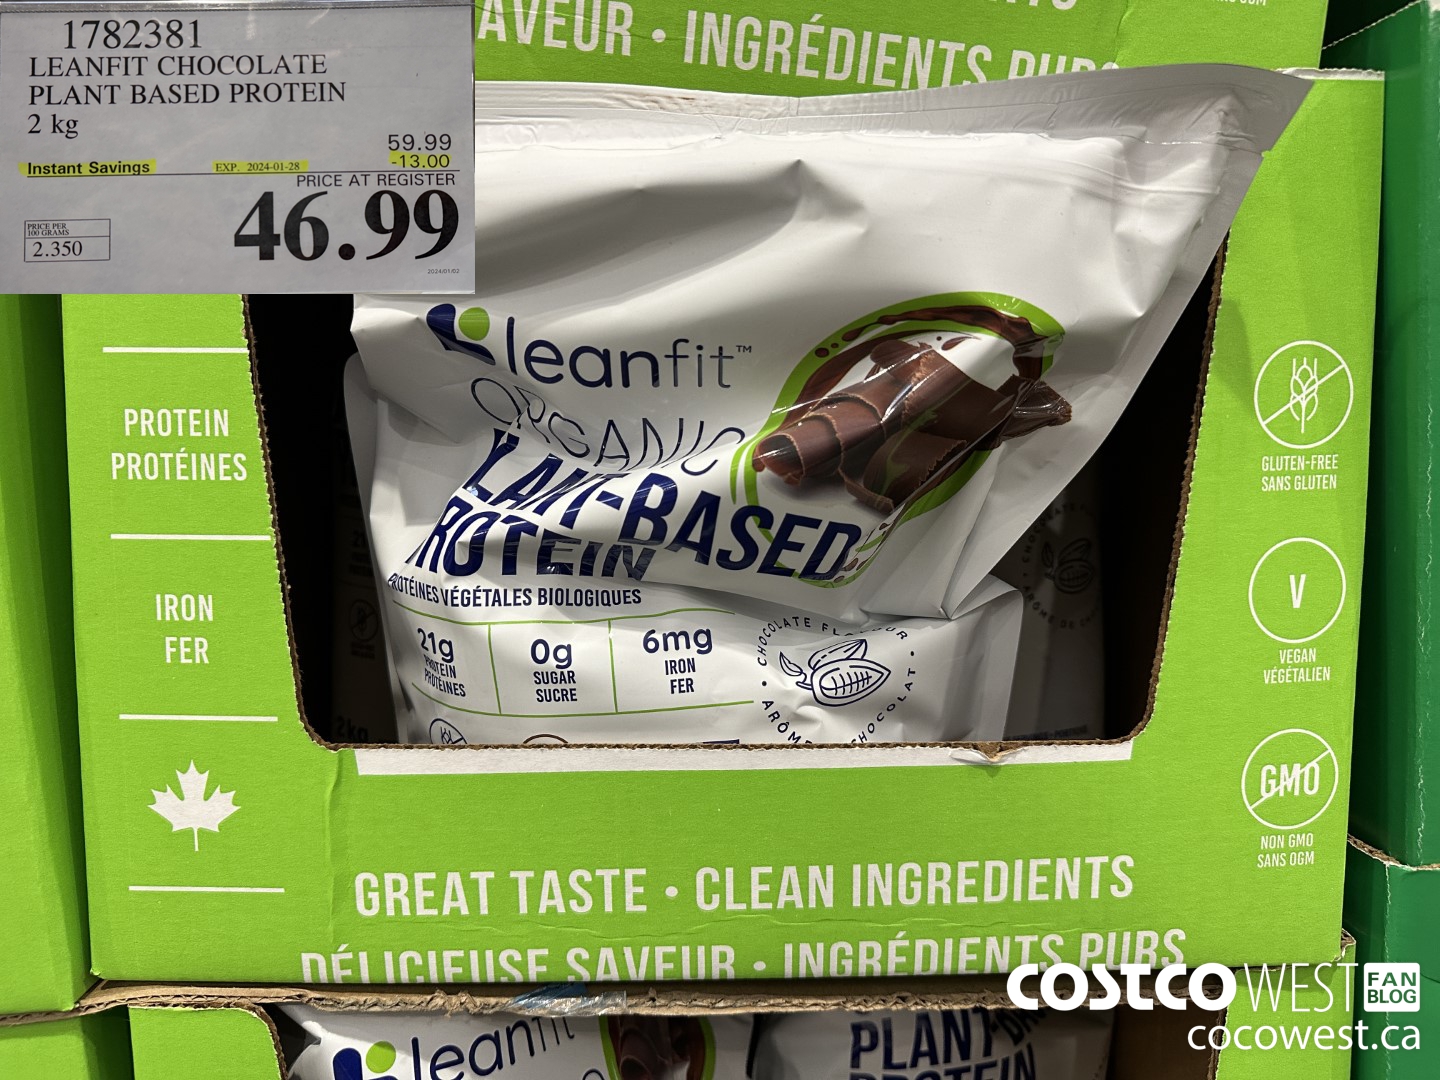 1782381
LEANFIT CHOCOLATE
PLANT BASED PROTEIN
2 kg
59.99
Instant Savings EXP. 2024-01-28 -13.00
PRICE AT REGISTER
46.99
PRICE PER
100 GRAMS
2.350
2024/01/02
AVEUR • INGRÉDIENTS PURS
PROTEIN
PROTÉINES
IRON
FER
leanfit™
ORGANIC
LANT-BASED
ROTEIN
PROTÉINES VÉGÉTALES BIOLOGIQUES
21g
PROTEIN
PROTÉINES
0g
SUGAR
SUCRE
6mg
IRON
FER
CHOCOLATE FLAVOUR
ARÔME CHOCOLAT
2kg
GLUTEN-FREE
SANS GLUTEN
V
VEGAN
VÉGÉTALIEN
GMO
NON GMO
SANS OGM
GREAT TASTE • CLEAN INGREDIENTS
DÉLICIEUSE SAVEUR • INGRÉDIENTS PURS
leanfit
PLANT-B
PROTEIN
COSTCO WEST FAN
BLOG
cocowest.ca